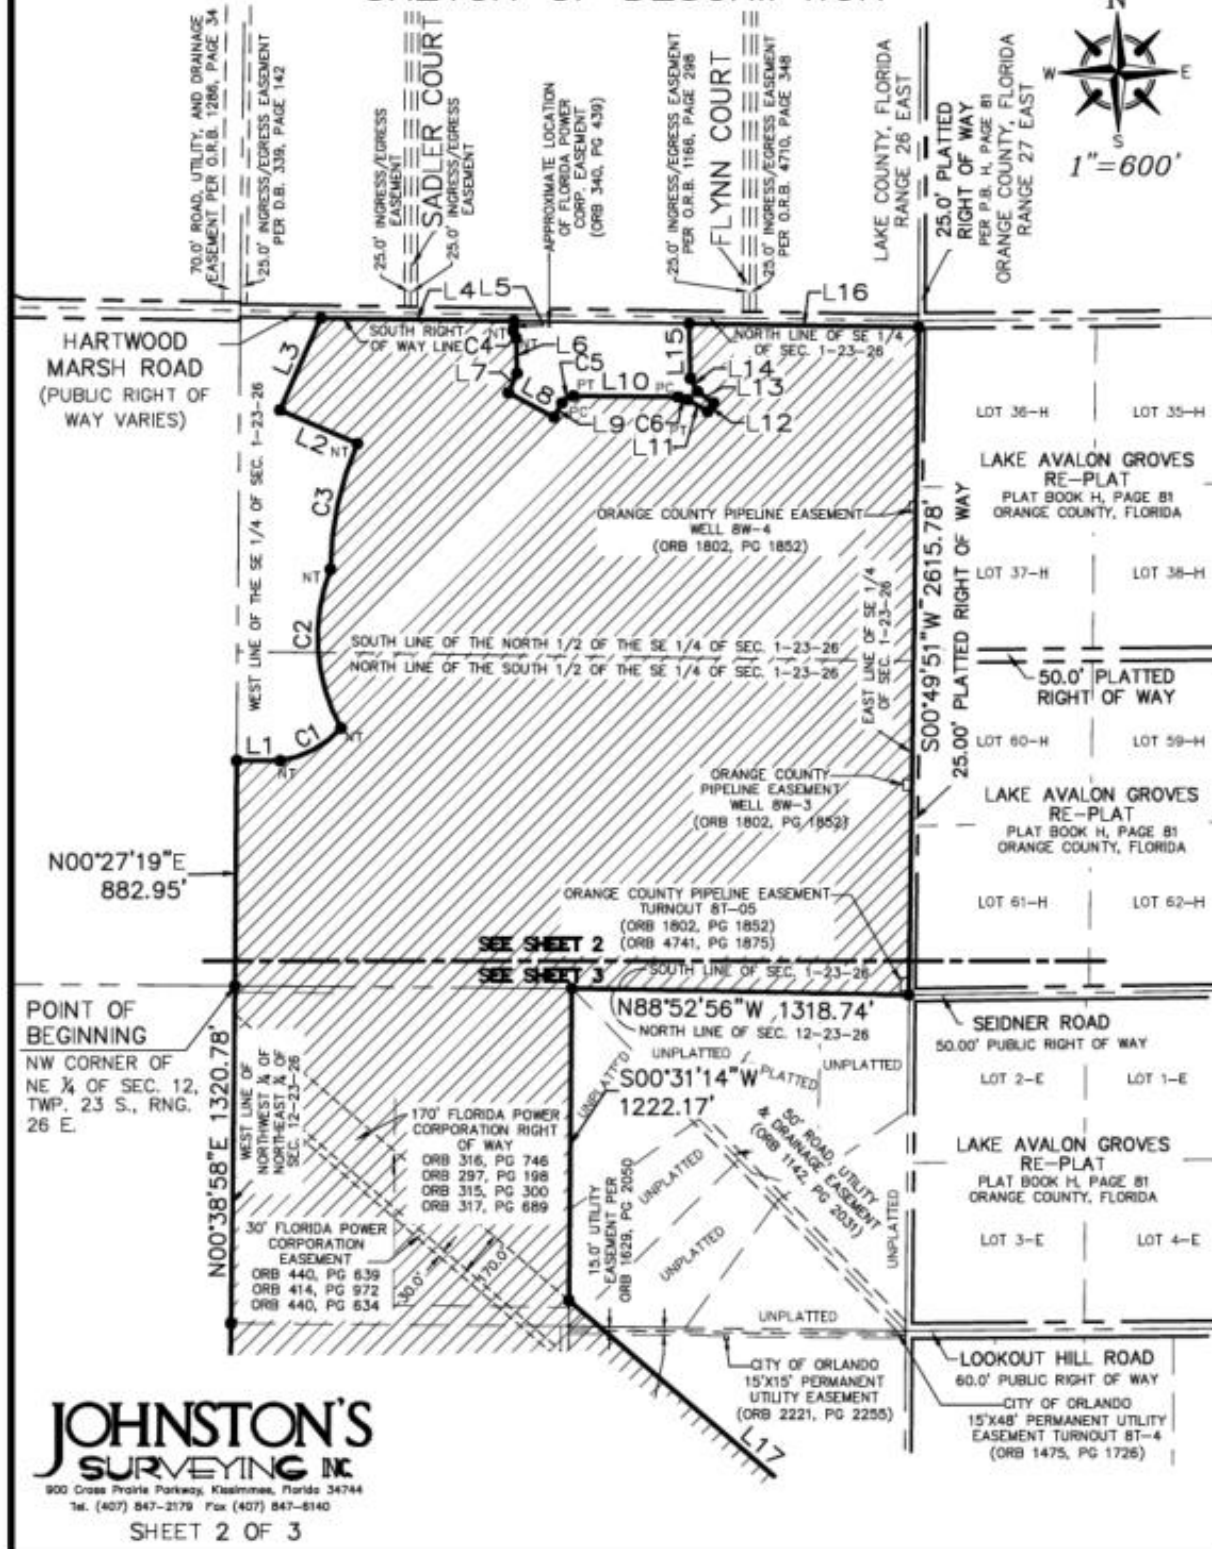 SKETCH OF DESCRIPTION
70.0' ROAD, UTILITY, AND DRAINAGE
EASEMENT PER O.R.B. 1286, PAGE 34
25.0' INGRESS/EGRESS EASEMENT
PER D.B. 339, PAGE 142
25.0' INGRESS/EGRESS
EASEMENT
SADLER COURT
25.0' INGRESS/EGRESS
EASEMENT
APPROXIMATE LOCATION
OF FLORIDA POWER
CORP. EASEMENT
(ORB 340, PG 439)
25.0' INGRESS/EGRESS EASEMENT
PER O.R.B. 1166, PAGE 298
FLYNN COURT
25.0' INGRESS/EGRESS EASEMENT
PER O.R.B. 4710, PAGE 348
LAKE COUNTY, FLORIDA
RANGE 26 EAST
25.0' PLATTED
RIGHT OF WAY
PER P.B. H, PAGE 81
ORANGE COUNTY, FLORIDA
RANGE 27 EAST
N
W
E
S
1"=600'
HARTWOOD
MARSH ROAD
(PUBLIC RIGHT OF
WAY VARIES)
L4
L5
L16
SOUTH RIGHT
OF WAY LINE
NORTH LINE OF SE 1/4
OF SEC. 1-23-26
L3
C4
NT
NT
L6
L7
L8
C5
PT
L10
PC
PC
L9
C6
PT
L11
L15
L14
L13
L12
L2
NT
C3
NT
C2
C1
NT
L1
NT
WEST LINE OF THE SE 1/4 OF SEC. 1-23-26
ORANGE COUNTY PIPELINE EASEMENT
WELL 8W-4
(ORB 1802, PG 1852)
SOUTH LINE OF THE NORTH 1/2 OF THE SE 1/4 OF SEC. 1-23-26
NORTH LINE OF THE SOUTH 1/2 OF THE SE 1/4 OF SEC. 1-23-26
EAST LINE OF SE 1/4
OF SEC. 1-23-26
S00°49'51"W 2615.78'
25.00' PLATTED RIGHT OF WAY
LOT 36-H
LOT 35-H
LAKE AVALON GROVES
RE-PLAT
PLAT BOOK H, PAGE 81
ORANGE COUNTY, FLORIDA
LOT 37-H
LOT 38-H
50.0' PLATTED
RIGHT OF WAY
LOT 60-H
LOT 59-H
LAKE AVALON GROVES
RE-PLAT
PLAT BOOK H, PAGE 81
ORANGE COUNTY, FLORIDA
LOT 61-H
LOT 62-H
ORANGE COUNTY
PIPELINE EASEMENT
WELL 8W-3
(ORB 1802, PG 1852)
N00°27'19"E
882.95'
ORANGE COUNTY PIPELINE EASEMENT
TURNOUT 8T-05
(ORB 1802, PG 1852)
(ORB 4741, PG 1875)
SEE SHEET 2
SEE SHEET 3
SOUTH LINE OF SEC. 1-23-26
N88°52'56"W 1318.74'
NORTH LINE OF SEC. 12-23-26
POINT OF
BEGINNING
NW CORNER OF
NE ¼ OF SEC. 12,
TWP. 23 S., RNG.
26 E.
SEIDNER ROAD
50.00' PUBLIC RIGHT OF WAY
N00°38'58"E 1320.78'
WEST LINE OF
NORTHWEST ¼ OF
NORTHEAST ¼ OF
SEC. 12-23-26
170' FLORIDA POWER
CORPORATION RIGHT
OF WAY
ORB 316, PG 746
ORB 297, PG 198
ORB 315, PG 300
ORB 317, PG 689
30' FLORIDA POWER
CORPORATION
EASEMENT
ORB 440, PG 639
ORB 414, PG 972
ORB 440, PG 634
30.0'
170.0'
UNPLATTED
UNPLATTED
UNPLATTED
UNPLATTED
S00°31'14"W
1222.17'
15.0' UTILITY
EASEMENT PER
ORB 1629, PG 2050
UNPLATTED
UNPLATTED
50' ROAD, UTILITY
& DRAINAGE EASEMENT
(ORB 1142, PG 2031)
UNPLATTED
UNPLATTED
LOT 2-E
LOT 1-E
LAKE AVALON GROVES
RE-PLAT
PLAT BOOK H, PAGE 81
ORANGE COUNTY, FLORIDA
LOT 3-E
LOT 4-E
LOOKOUT HILL ROAD
60.0' PUBLIC RIGHT OF WAY
CITY OF ORLANDO
15'X15' PERMANENT
UTILITY EASEMENT
(ORB 2221, PG 2255)
CITY OF ORLANDO
15'X48' PERMANENT UTILITY
EASEMENT TURNOUT 8T-4
(ORB 1475, PG 1726)
L17
JOHNSTON'S
SURVEYING INC
900 Cross Prairie Parkway, Kissimmee, Florida 34744
Tel. (407) 847-2179 Fax (407) 847-6140
SHEET 2 OF 3